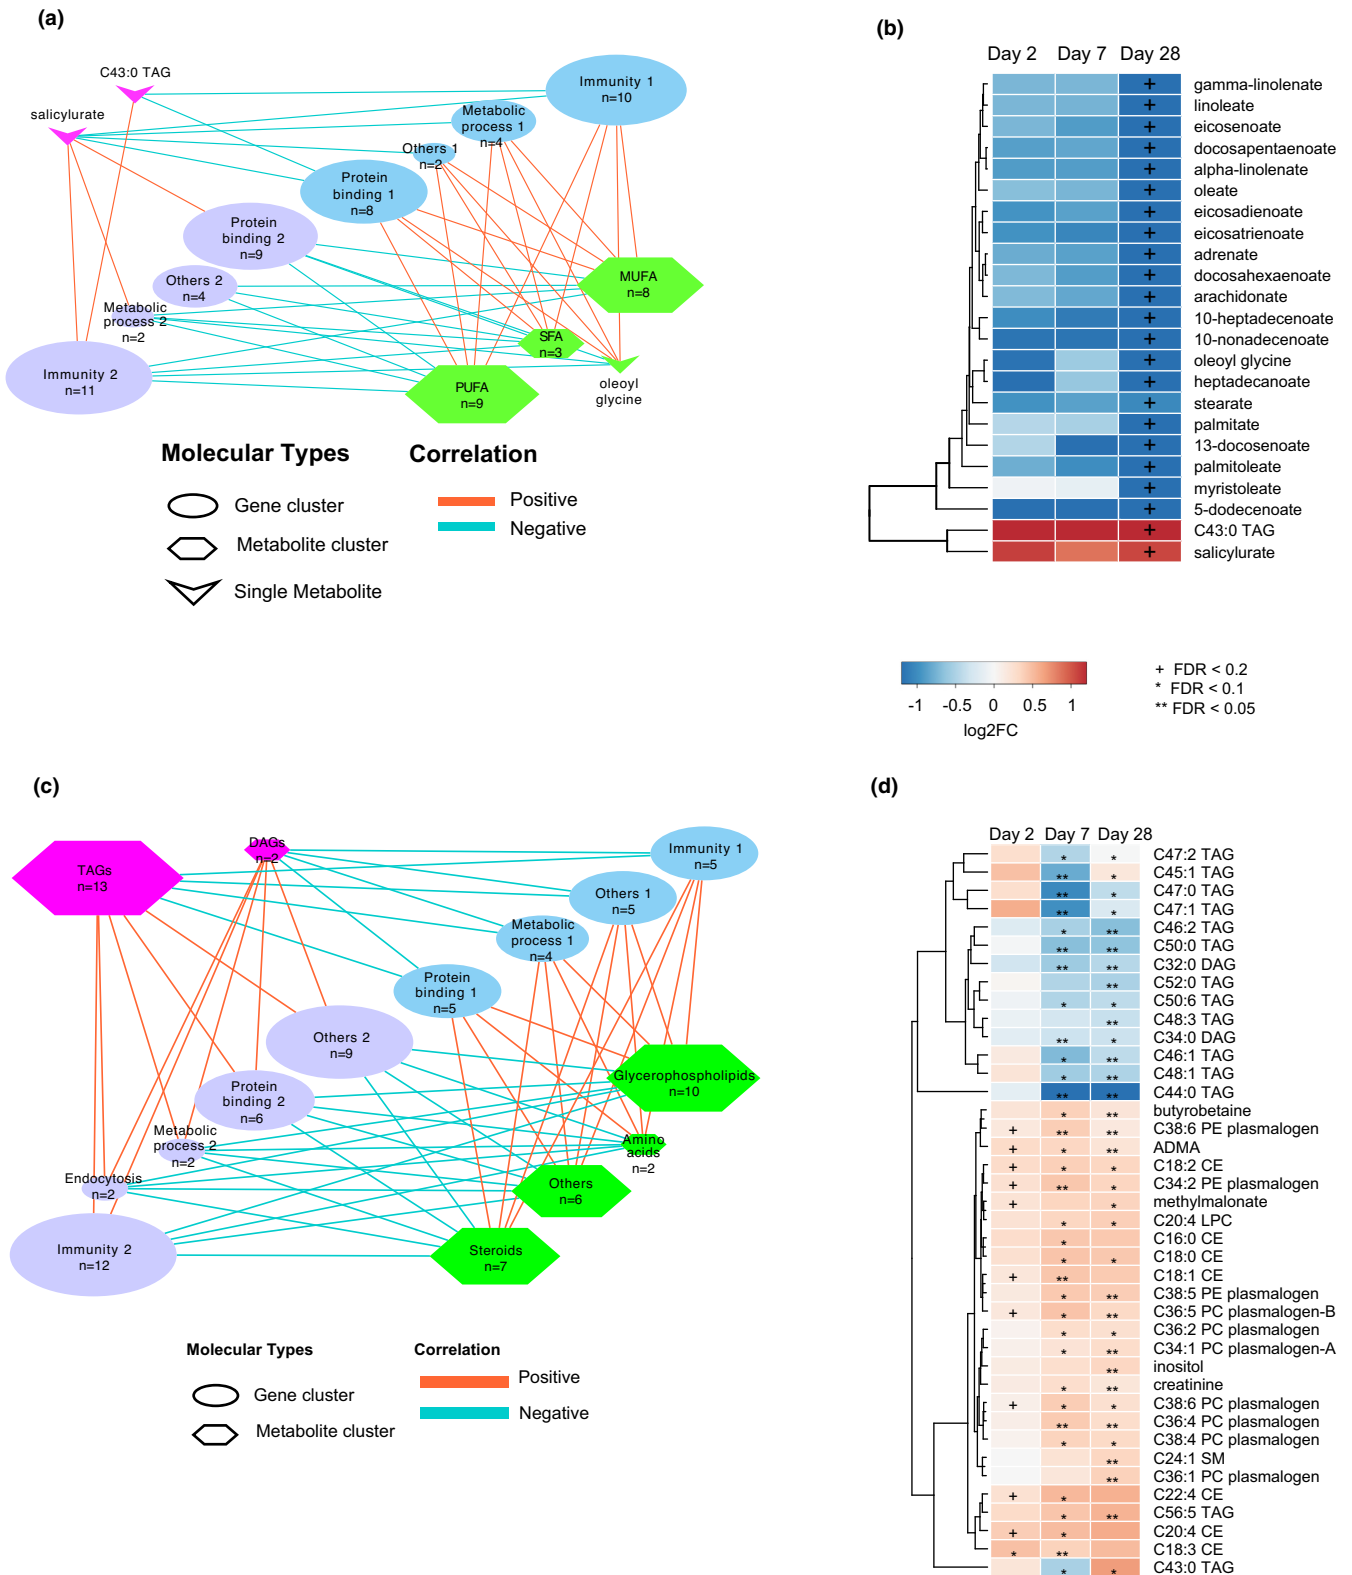 (a)
C43:0 TAG
salicylurate
Immunity 1
n=10
Metabolic
process 1
n=4
Others 1
n=2
Protein
binding 1
n=8
Protein
binding 2
n=9
Others 2
n=4
Metabolic
process 2
n=2
Immunity 2
n=11
MUFA
n=8
SFA
n=3
PUFA
n=9
oleoyl
glycine
Molecular Types
Gene cluster
Metabolite cluster
Single Metabolite
Correlation
Positive
Negative
(b)
Day 2 Day 7 Day 28
+ gamma-linolenate
+ linoleate
+ eicosenoate
+ docosapentaenoate
+ alpha-linolenate
+ oleate
+ eicosadienoate
+ eicosatrienoate
+ adrenate
+ docosahexaenoate
+ arachidonate
+ 10-heptadecenoate
+ 10-nonadecenoate
+ oleoyl glycine
+ heptadecanoate
+ stearate
+ palmitate
+ 13-docosenoate
+ palmitoleate
+ myristoleate
+ 5-dodecenoate
+ C43:0 TAG
+ salicylurate
-1 -0.5 0 0.5 1
log2FC
+ FDR < 0.2
* FDR < 0.1
** FDR < 0.05
(c)
TAGs
n=13
DAGs
n=2
Immunity 1
n=5
Others 1
n=5
Metabolic
process 1
n=4
Protein
binding 1
n=5
Others 2
n=9
Protein
binding 2
n=6
Metabolic
process 2
n=2
Endocytosis
n=2
Immunity 2
n=12
Glycerophospholipids
n=10
Amino
acids
n=2
Others
n=6
Steroids
n=7
Molecular Types
Gene cluster
Metabolite cluster
Correlation
Positive
Negative
(d)
Day 2 Day 7 Day 28
* * C47:2 TAG
** * C45:1 TAG
** * C47:0 TAG
** * C47:1 TAG
* ** C46:2 TAG
** ** C50:0 TAG
** ** C32:0 DAG
** C52:0 TAG
* * C50:6 TAG
** C48:3 TAG
** * C34:0 DAG
* ** C46:1 TAG
* ** C48:1 TAG
** ** C44:0 TAG
* ** butyrobetaine
+ ** ** C38:6 PE plasmalogen
+ * ** ADMA
+ * * C18:2 CE
+ ** * C34:2 PE plasmalogen
+ * methylmalonate
* * C20:4 LPC
* C16:0 CE
* * C18:0 CE
+ ** C18:1 CE
* ** C38:5 PE plasmalogen
+ * ** C36:5 PC plasmalogen-B
* * C36:2 PC plasmalogen
* ** C34:1 PC plasmalogen-A
** inositol
* ** creatinine
+ * * C38:6 PC plasmalogen
** ** C36:4 PC plasmalogen
* * C38:4 PC plasmalogen
** C24:1 SM
** C36:1 PC plasmalogen
+ * C22:4 CE
* ** C56:5 TAG
+ * C20:4 CE
* ** C18:3 CE
* * C43:0 TAG